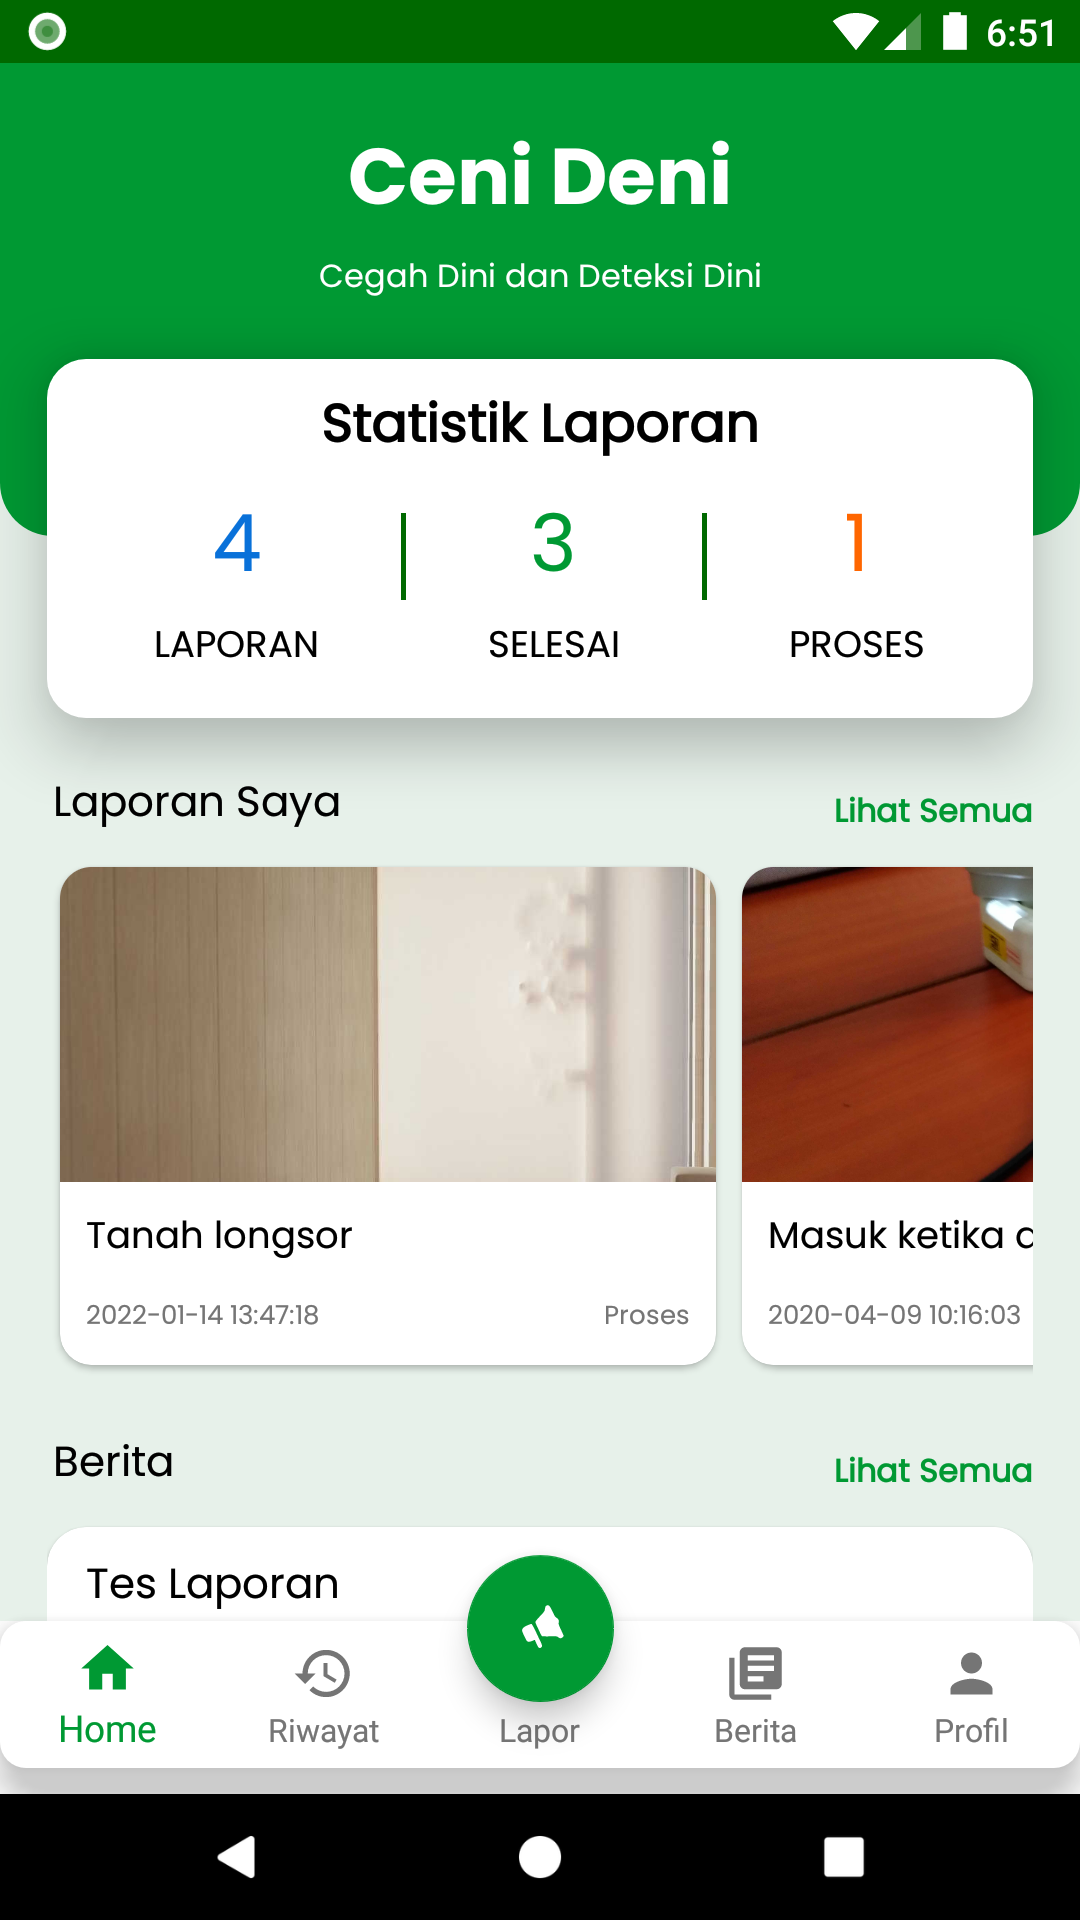 6:51
Ceni Deni
Cegah Dini dan Deteksi Dini
Statistik Laporan
4 3 1
LAPORAN SELESAI PROSES
Laporan Saya Lihat Semua
Tanah longsor
2022-01-14 13:47:18 Proses
Masuk ketika
2020-04-09 10:16:03
Berita Lihat Semua
Tes Laporan
Home Riwayat Lapor Berita Profil